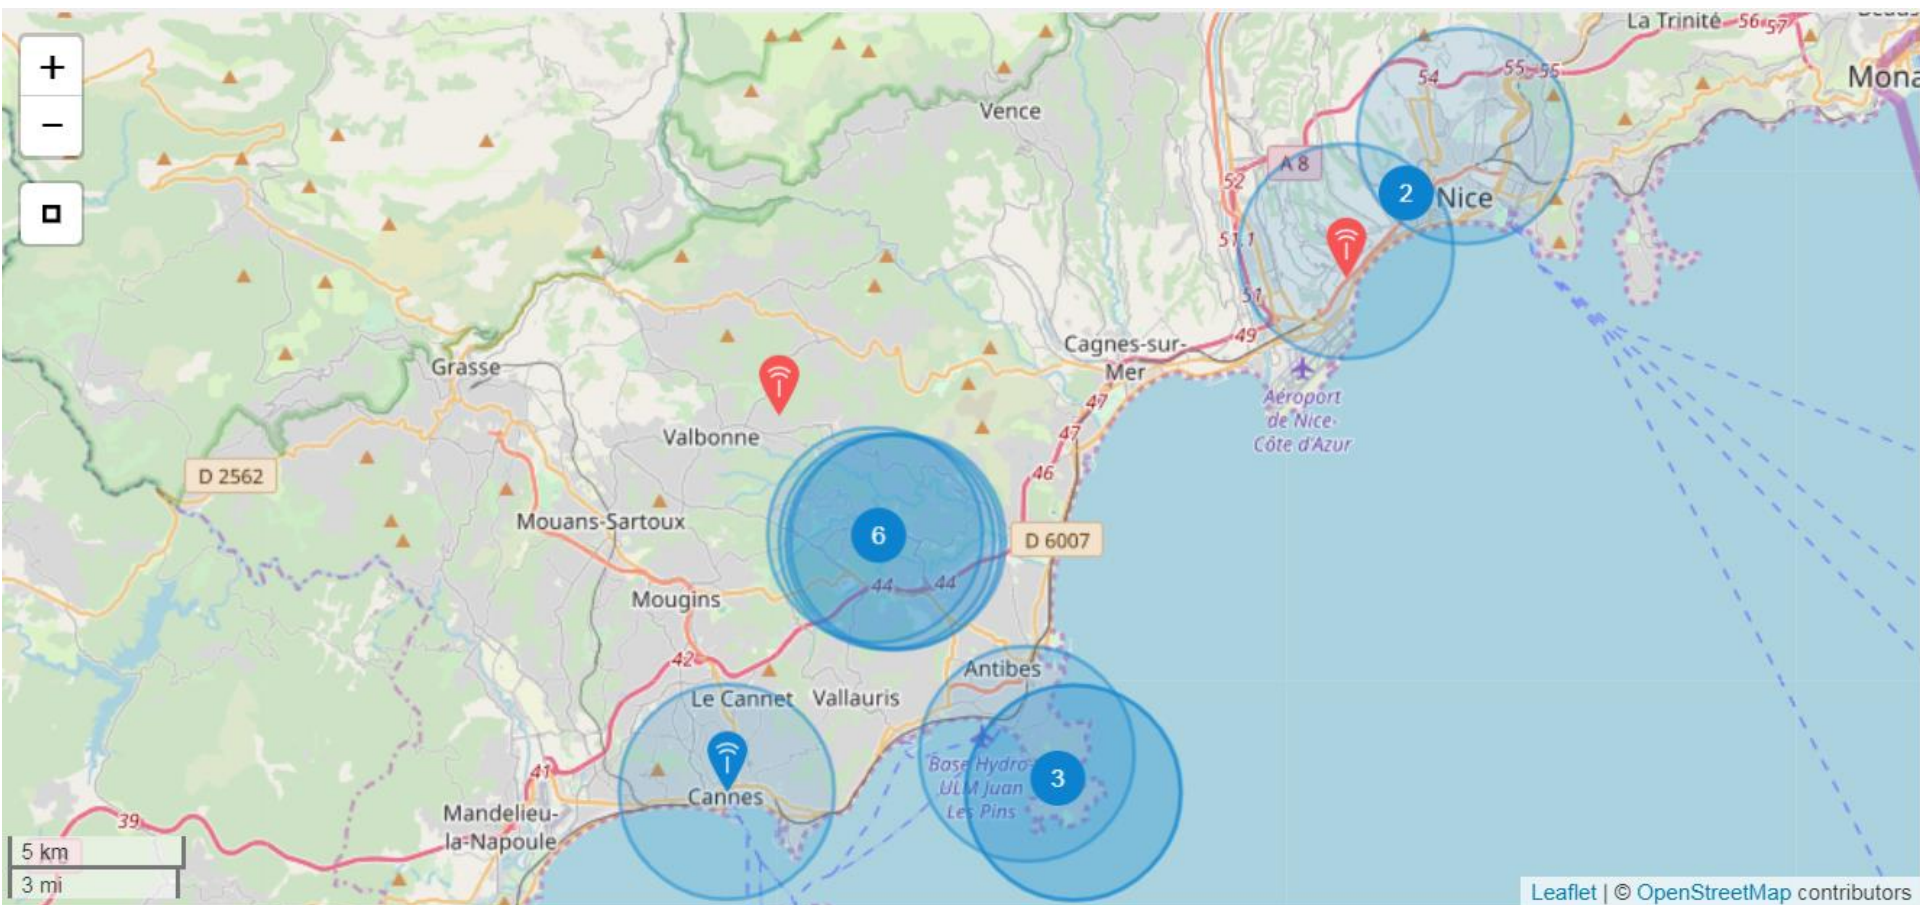 La Trinité
56
57
+
54
55
55
Mona
−
Vence
A 8
52
2
Nice
51.1
51
49
Cagnes-sur-
Mer
Grasse
Aéroport
de Nice-
Côte d'Azur
47
47
Valbonne
46
D 2562
Mouans-Sartoux
6
D 6007
44
44
Mougins
42
Antibes
Le Cannet
Vallauris
41
Base Hydro-
ULM Juan
Les Pins
3
Cannes
Mandelieu-
la-Napoule
39
5 km
3 mi
Leaflet | © OpenStreetMap contributors